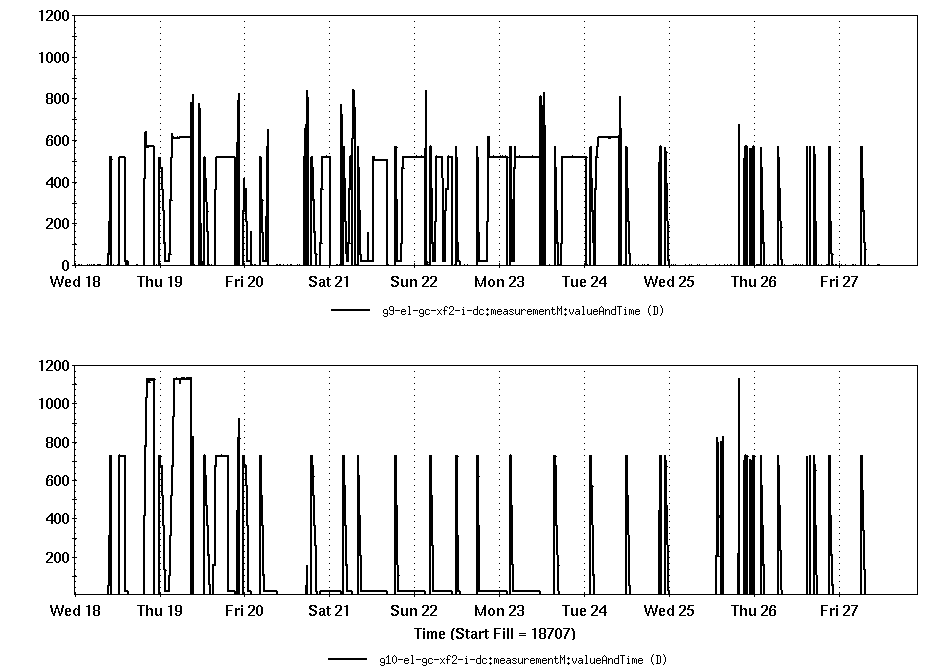 1200
1000
800
600
400
200
0
Wed 18 Thu 19 Fri 20 Sat 21 Sun 22 Mon 23 Tue 24 Wed 25 Thu 26 Fri 27
g9-el-gc-xf2-i-dc:measurementM:valueAndTime (D)
1200
1000
800
600
400
200
Wed 18 Thu 19 Fri 20 Sat 21 Sun 22 Mon 23 Tue 24 Wed 25 Thu 26 Fri 27
Time (Start Fill = 18707)
g10-el-gc-xf2-i-dc:measurementM:valueAndTime (D)